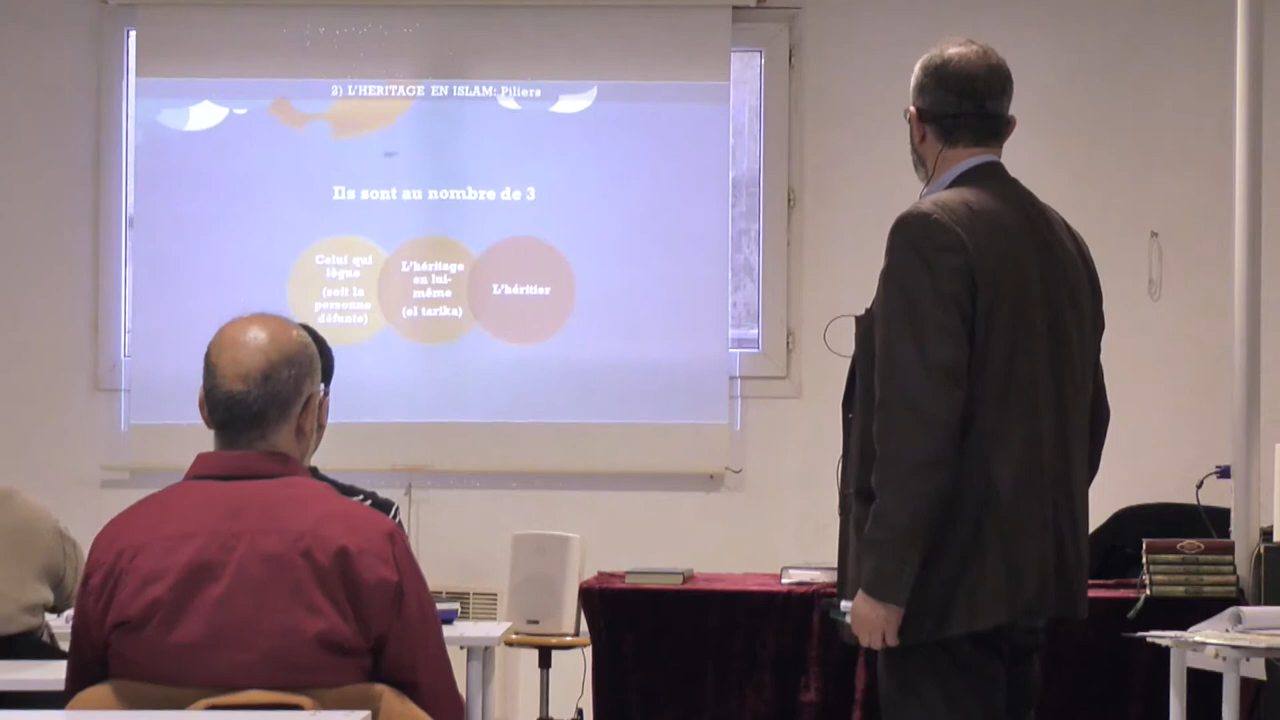 2) L'HERITAGE EN ISLAM: Piliers
Ils sont au nombre de 3
Celui qui
lègue
(soit la
personne
défunte)
L'héritage
en lui-
même
(el tarika)
L'héritier